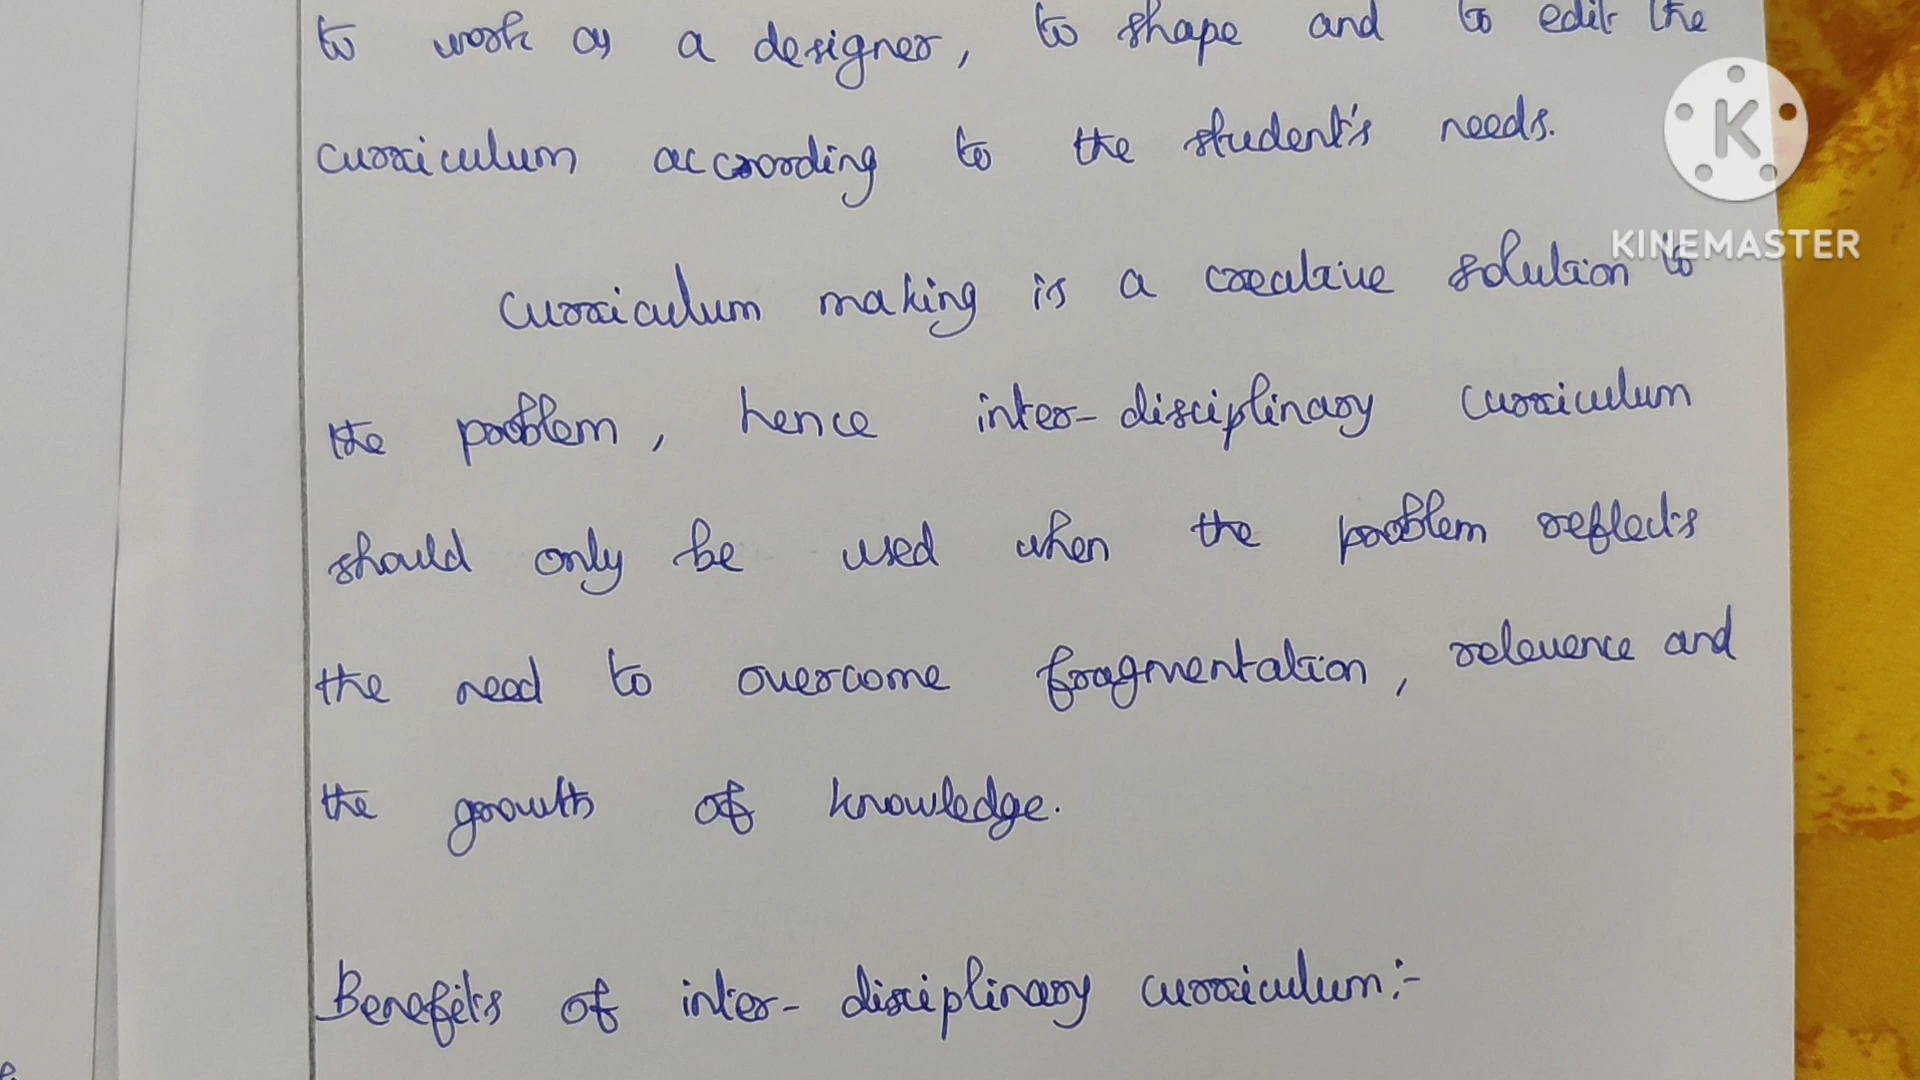 to work as a designer, to shape and to edit the
curriculum according to the student's needs.
KINEMASTER
curriculum making is a creative solution to
the problem, hence inter-disciplinary curriculum
should only be used when the problem reflects
the need to overcome fragmentation, relevence and
the growth of knowledge.
Benefits of inter-disciplinary curriculum:-